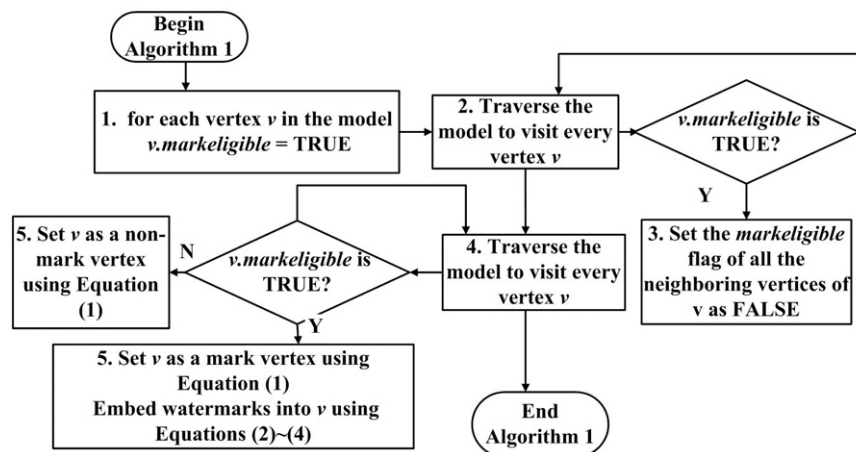 Begin
Algorithm 1
1. for each vertex v in the model
v.markeligible = TRUE
2. Traverse the
model to visit every
vertex v
v.markeligible is
TRUE?
Y
3. Set the markeligible
flag of all the
neighboring vertices of
v as FALSE
4. Traverse the
model to visit every
vertex v
v.markeligible is
TRUE?
N
5. Set v as a non-
mark vertex
using Equation
(1)
Y
5. Set v as a mark vertex using
Equation (1)
Embed watermarks into v using
Equations (2)~(4)
End
Algorithm 1